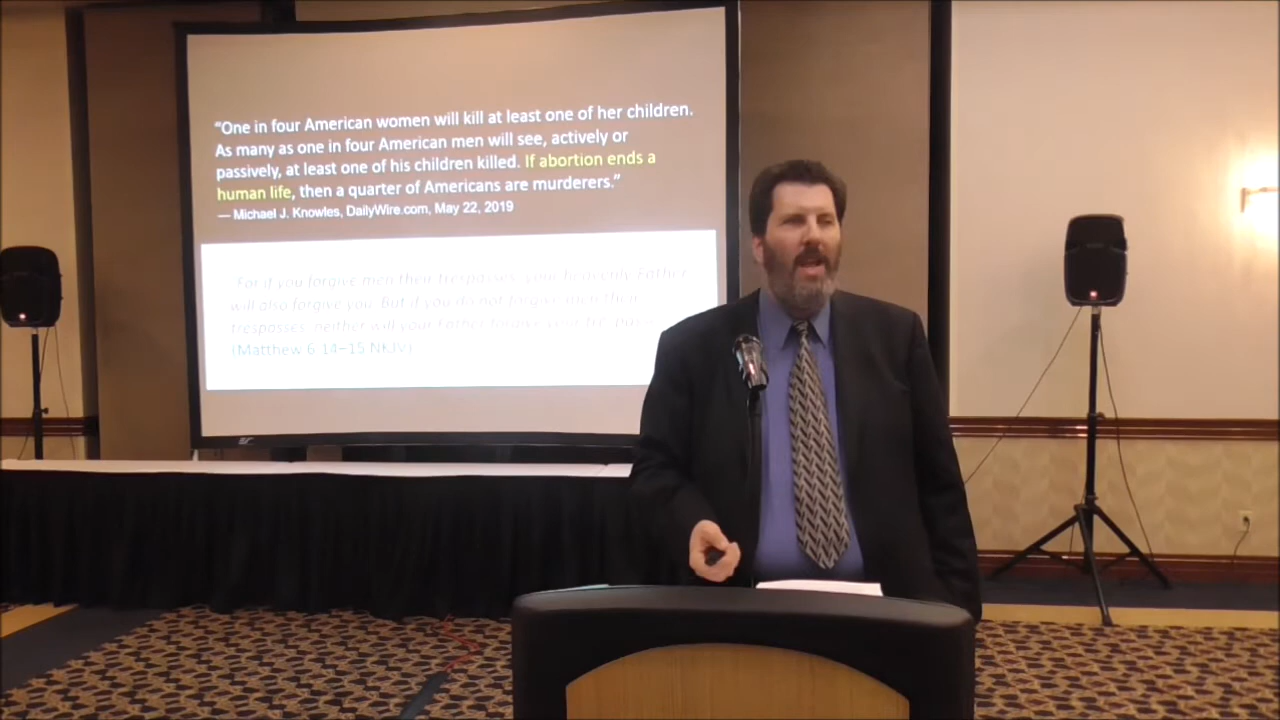 “One in four American women will kill at least one of her children.
As many as one in four American men will see, actively or
passively, at least one of his children killed. If abortion ends a
human life, then a quarter of Americans are murderers.”
— Michael J. Knowles, DailyWire.com, May 22, 2019
“For if you forgive men their trespasses, your heavenly Father
will also forgive you. But if you do not forgive men their
trespasses, neither will your Father forgive your
(Matthew 6:14–15 NKJV)